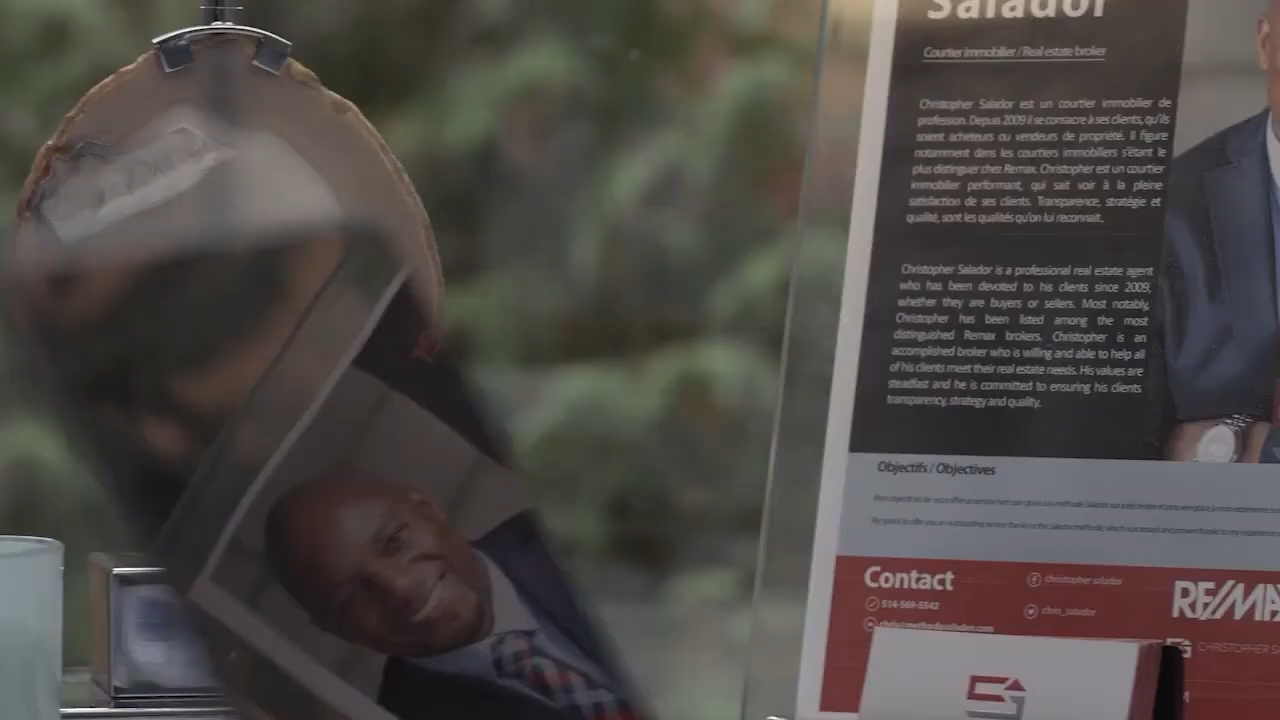 Salador
Courtier immobilier / Real estate broker
Christopher Salador est un courtier immobilier de
profession. Depuis 2009 il se consacre à ses clients, qu'ils
soient acheteurs ou vendeurs de propriété. Il figure
notamment dans les courtiers immobiliers s'étant le
plus distinguer chez Remax. Christopher est un courtier
immobilier performant, qui sait voir à la pleine
satisfaction de ses clients. Transparence, stratégie et
qualité, sont les qualités qu'on lui reconnait.
Christopher Salador is a professional real estate agent
who has been devoted to his clients since 2009,
whether they are buyers or sellers. Most notably,
Christopher has been listed among the most
distinguished Remax brokers. Christopher is an
accomplished broker who is willing and able to help all
of his clients meet their real estate needs. His values are
steadfast and he is committed to ensuring his clients
transparency, strategy and quality.
Objectifs / Objectives
Contact
514-569-5542
christopher salador
chris_salador
RE/MA
CHRISTOPHER SA